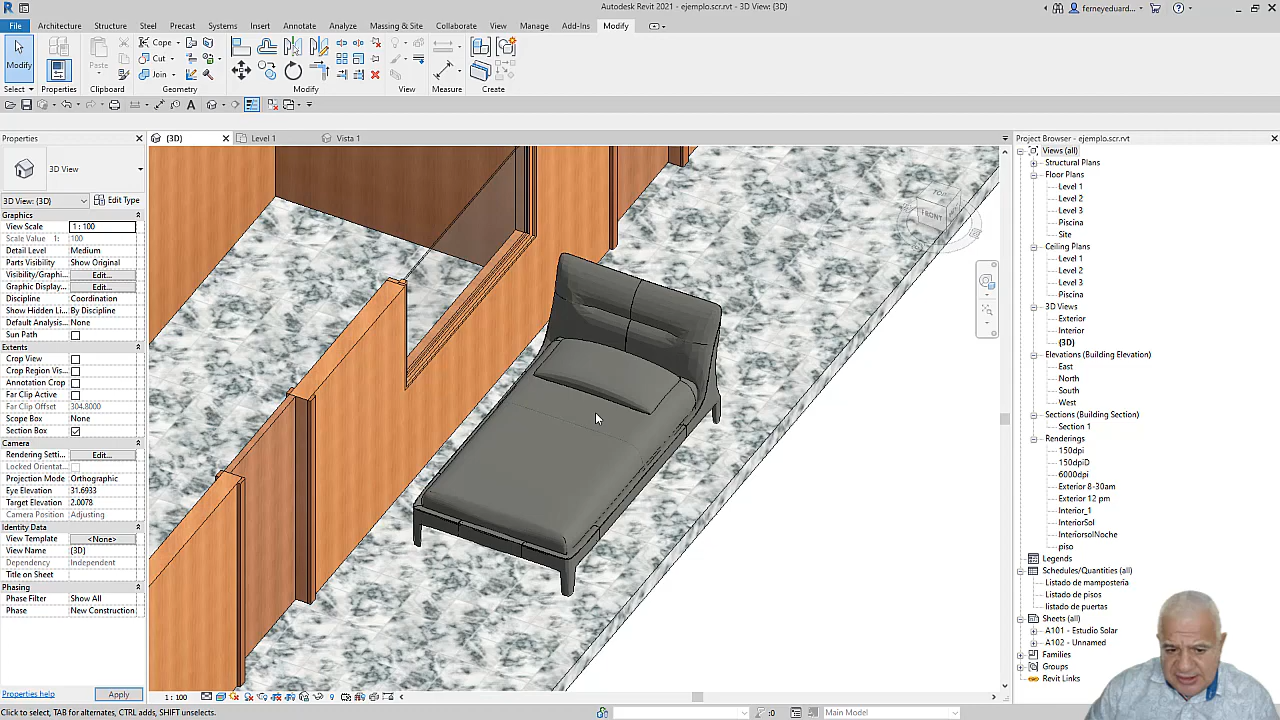 Autodesk Revit 2021 - ejemplo.scr.rvt - 3D View: {3D}
ferneyeduard...
File
Architecture
Structure
Steel
Precast
Systems
Insert
Annotate
Analyze
Massing & Site
Collaborate
View
Manage
Add-Ins
Modify
Modify
Paste
Cope
Cut
Join
Select
Properties
Clipboard
Geometry
Modify
View
Measure
Create
Properties
{3D}
Level 1
Vista 1
Project Browser - ejemplo.scr.rvt
3D View
3D View: {3D}
Edit Type
Graphics
View Scale 1 : 100
Scale Value 1: 100
Detail Level Medium
Parts Visibility Show Original
Visibility/Graphi... Edit...
Graphic Display... Edit...
Discipline Coordination
Show Hidden Li... By Discipline
Default Analysis... None
Sun Path
Extents
Crop View
Crop Region Vis...
Annotation Crop
Far Clip Active
Far Clip Offset 304.8000
Scope Box None
Section Box
Camera
Rendering Setti... Edit...
Locked Orientat...
Projection Mode Orthographic
Eye Elevation 31.6933
Target Elevation 2.0078
Camera Position Adjusting
Identity Data
View Template <None>
View Name {3D}
Dependency Independent
Title on Sheet
Phasing
Phase Filter Show All
Phase New Construction
Properties help
Apply
TOP
FRONT
Views (all)
Structural Plans
Floor Plans
Level 1
Level 2
Level 3
Piscina
Site
Ceiling Plans
Level 1
Level 2
Level 3
Piscina
3D Views
Exterior
Interior
{3D}
Elevations (Building Elevation)
East
North
South
West
Sections (Building Section)
Section 1
Renderings
150dpi
150dpiD
6000dpi
Exterior 8-30am
Exterior 12 pm
Interior_1
InteriorSol
InteriorsolNoche
piso
Legends
Schedules/Quantities (all)
Listado de mamposteria
Listado de pisos
listado de puertas
Sheets (all)
A101 - Estudio Solar
A102 - Unnamed
Families
Groups
Revit Links
1 : 100
Click to select, TAB for alternates, CTRL adds, SHIFT unselects.
:0
Main Model